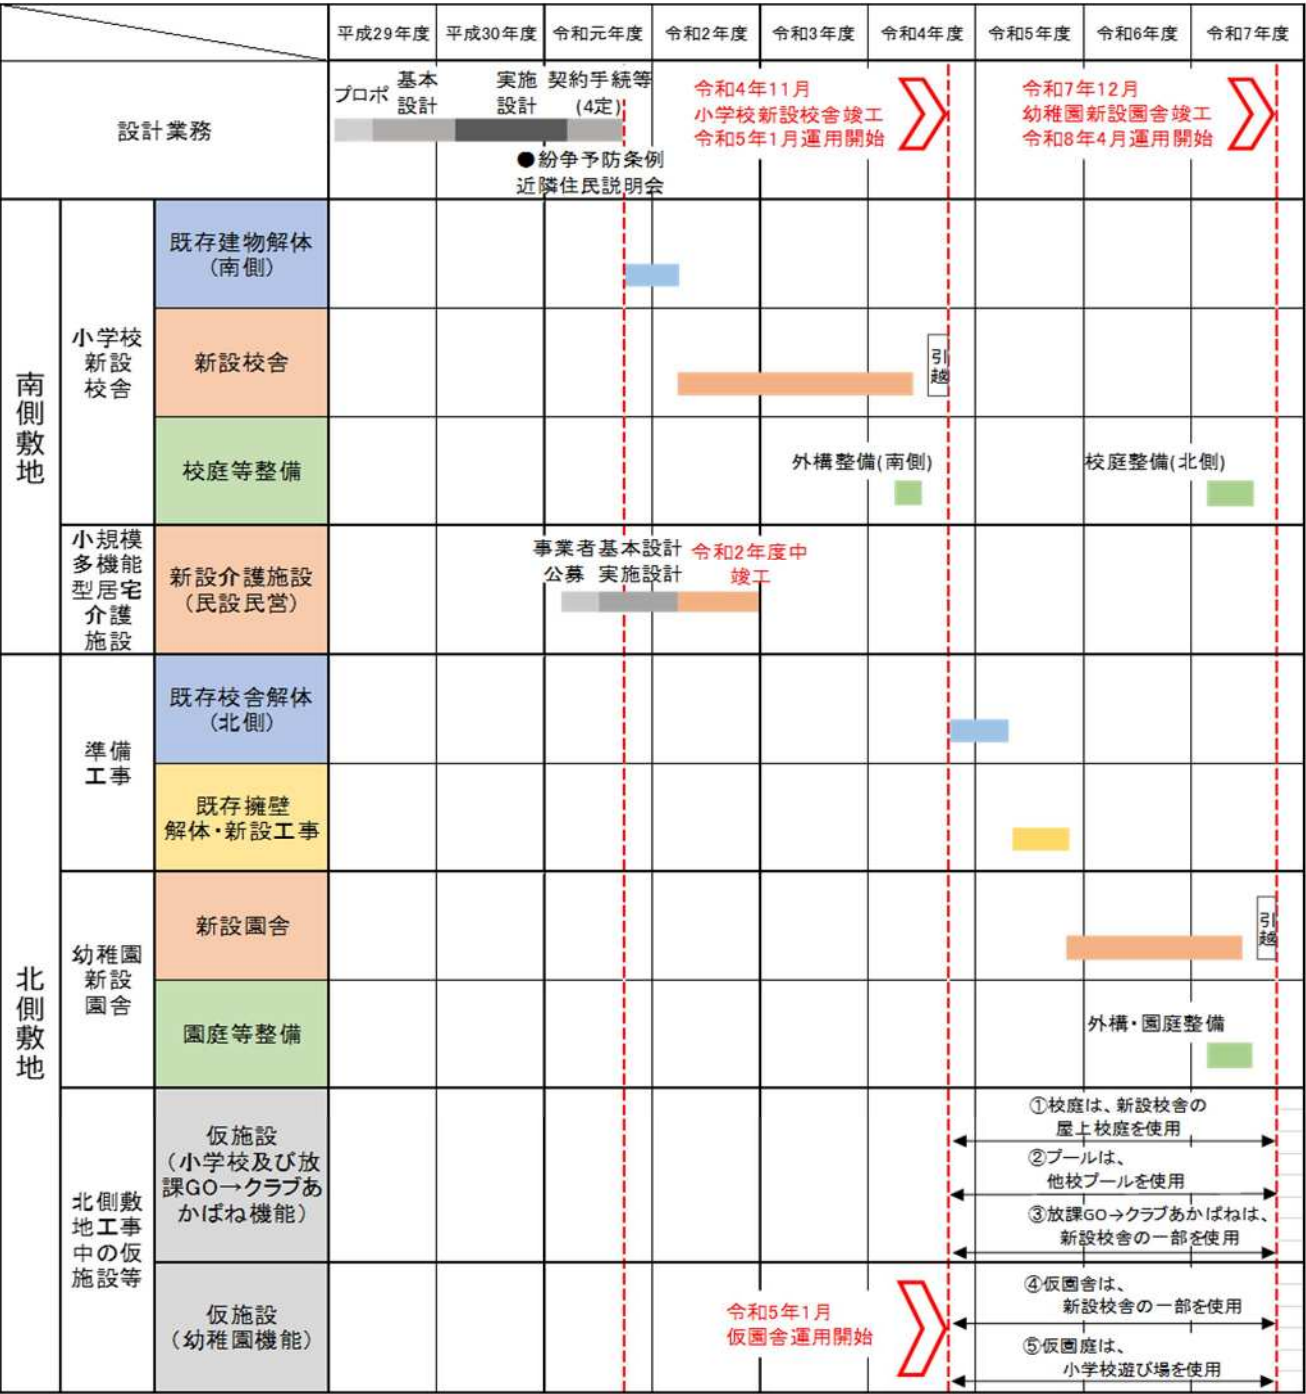 平成29年度 平成30年度 令和元年度 令和2年度 令和3年度 令和4年度 令和5年度 令和6年度 令和7年度
設計業務
プロポ
基本
設計
実施
設計
契約手続等
(4定)
●紛争予防条例
近隣住民説明会
令和4年11月
小学校新設校舎竣工
令和5年1月運用開始
令和7年12月
幼稚園新設園舎竣工
令和8年4月運用開始
南側敷地
小学校
新設
校舎
既存建物解体
(南側)
新設校舎
引越
校庭等整備
外構整備(南側)
校庭整備(北側)
小規模
多機能
型居宅
介護
施設
新設介護施設
(民設民営)
事業者
公募
基本設計
実施設計
令和2年度中
竣工
北側敷地
準備
工事
既存校舎解体
(北側)
既存擁壁
解体・新設工事
幼稚園
新設
園舎
新設園舎
引越
園庭等整備
外構・園庭整備
北側敷
地工事
中の仮
施設等
仮施設
(小学校及び放
課GO→クラブあ
かばね機能)
①校庭は、新設校舎の
屋上校庭を使用
②プールは、
他校プールを使用
③放課GO→クラブあかばねは、
新設校舎の一部を使用
仮施設
(幼稚園機能)
令和5年1月
仮園舎運用開始
④仮園舎は、
新設校舎の一部を使用
⑤仮園庭は、
小学校遊び場を使用